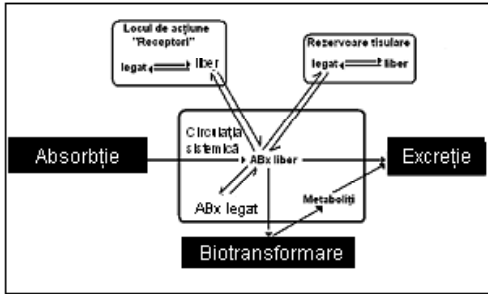 Locul de acțiune
"Receptori"
legat liber
Rezervoare tisulare
legat liber
Circulația
sistemică
Absorbție
ABx liber
Excreție
Metaboliți
ABx legat
Biotransformare